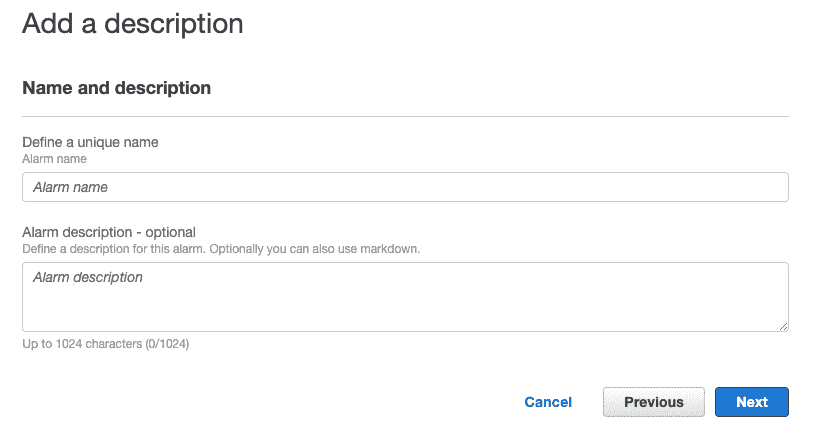 Add a description
Name and description
Define a unique name
Alarm name
Alarm name
Alarm description - optional
Define a description for this alarm. Optionally you can also use markdown.
Alarm description
Up to 1024 characters (0/1024)
Cancel Previous Next